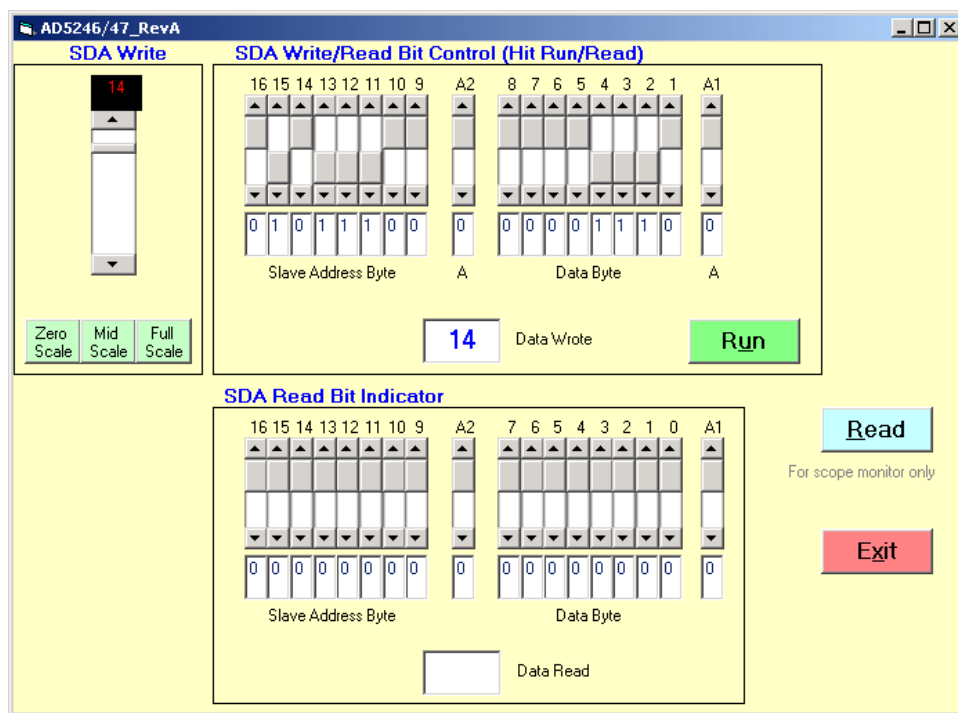 AD5246/47_RevA
SDA Write
14
Zero Scale
Mid Scale
Full Scale
SDA Write/Read Bit Control (Hit Run/Read)
16 15 14 13 12 11 10 9 A2 8 7 6 5 4 3 2 1 A1
0 1 0 1 1 1 0 0 0 0 0 0 0 1 1 1 0 0
Slave Address Byte A Data Byte A
14 Data Wrote Run
SDA Read Bit Indicator
16 15 14 13 12 11 10 9 A2 7 6 5 4 3 2 1 0 A1
0 0 0 0 0 0 0 0 0 0 0 0 0 0 0 0 0 0
Slave Address Byte Data Byte
Data Read
Read
For scope monitor only
Exit